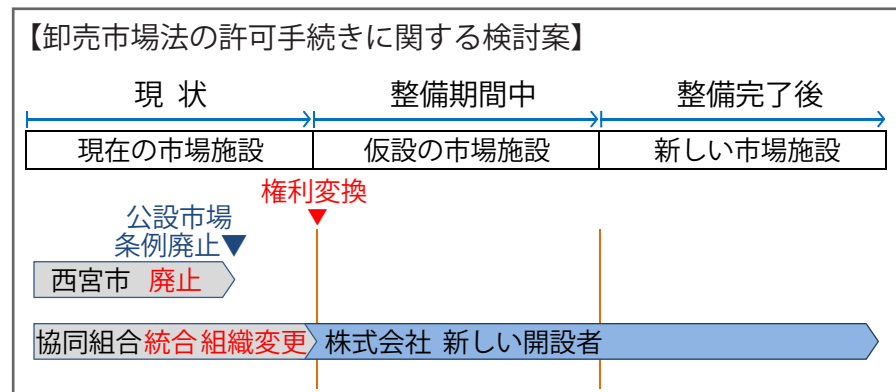 【卸売市場法の許可手続きに関する検討案】
現 状 整備期間中 整備完了後
現在の市場施設 仮設の市場施設 新しい市場施設
権利変換
▼
公設市場
条例廃止▼
西宮市 廃止
協同組合統合 組織変更 株式会社 新しい開設者